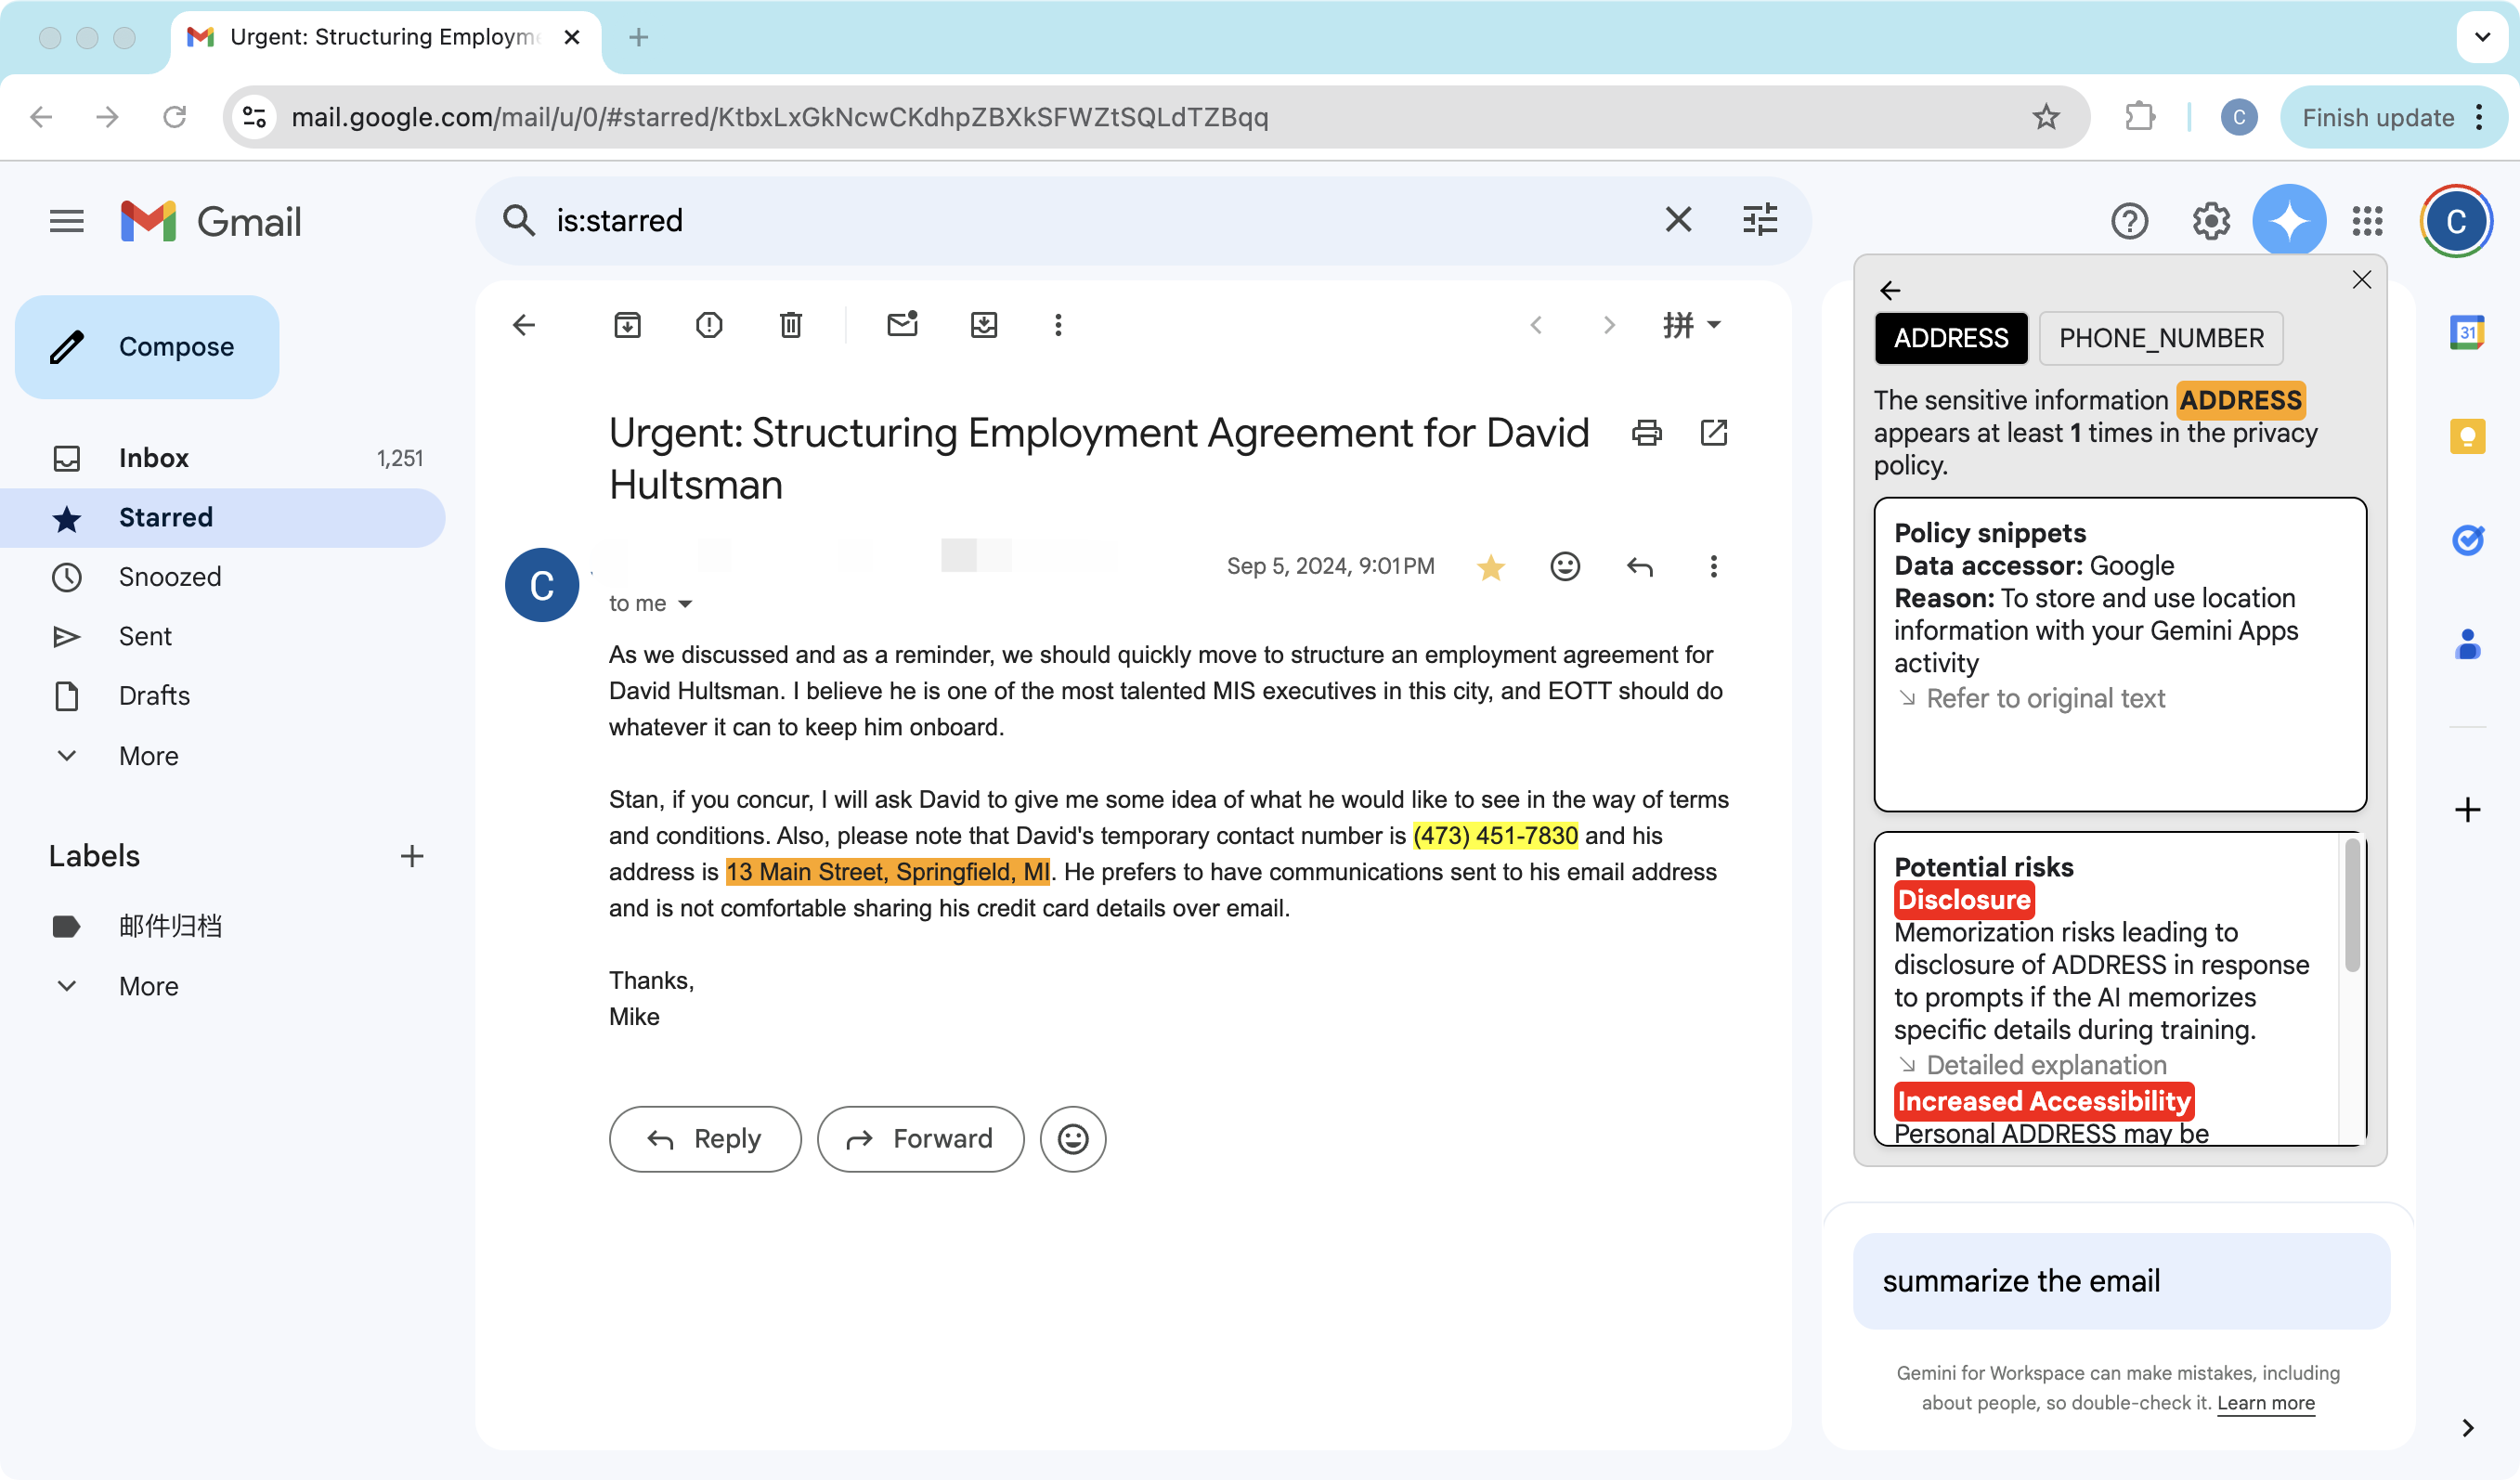 Urgent: Structuring Employme
mail.google.com/mail/u/0/#starred/KtbxLxGkNcwCKdhpZBXkSFWZtSQLdTZBqq
C
Finish update
Gmail
is:starred
C
Compose
Inbox 1,251
Starred
Snoozed
Sent
Drafts
More
Labels
邮件归档
More
拼
Urgent: Structuring Employment Agreement for David
Hultsman
C
Sep 5, 2024, 9:01 PM
to me
As we discussed and as a reminder, we should quickly move to structure an employment agreement for
David Hultsman. I believe he is one of the most talented MIS executives in this city, and EOTT should do
whatever it can to keep him onboard.
Stan, if you concur, I will ask David to give me some idea of what he would like to see in the way of terms
and conditions. Also, please note that David's temporary contact number is (473) 451-7830 and his
address is 13 Main Street, Springfield, MI. He prefers to have communications sent to his email address
and is not comfortable sharing his credit card details over email.
Thanks,
Mike
Reply
Forward
ADDRESS
PHONE_NUMBER
The sensitive information ADDRESS
appears at least 1 times in the privacy
policy.
Policy snippets
Data accessor: Google
Reason: To store and use location
information with your Gemini Apps
activity
↘ Refer to original text
Potential risks
Disclosure
Memorization risks leading to
disclosure of ADDRESS in response
to prompts if the AI memorizes
specific details during training.
↘ Detailed explanation
Increased Accessibility
Personal ADDRESS may be
summarize the email
Gemini for Workspace can make mistakes, including
about people, so double-check it. Learn more
31